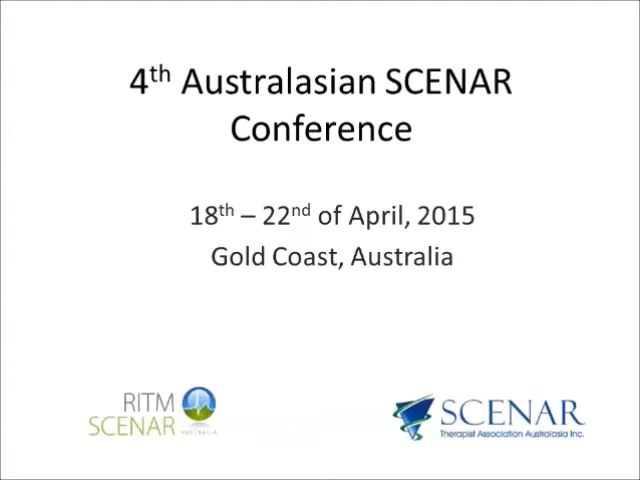 4th Australasian SCENAR
Conference
18th – 22nd of April, 2015
Gold Coast, Australia
RITM
SCENAR
AUSTRALIA
SCENAR
Therapist Association Australasia Inc.